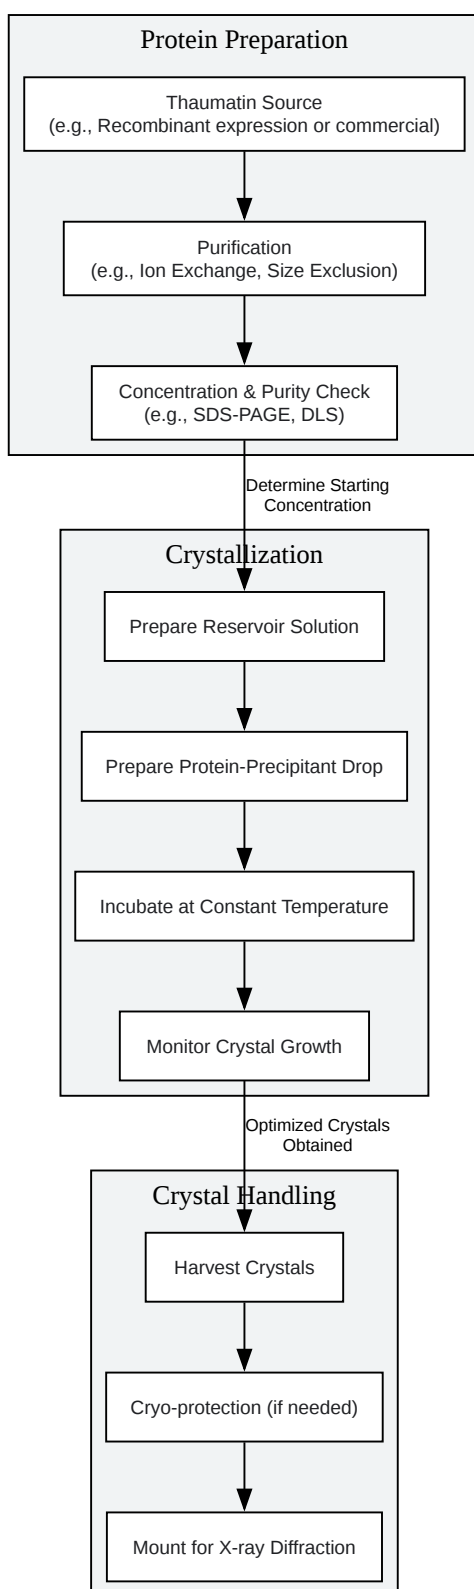 Protein Preparation
Thaumatin Source
(e.g., Recombinant expression or commercial)
Purification
(e.g., Ion Exchange, Size Exclusion)
Concentration & Purity Check
(e.g., SDS-PAGE, DLS)
Determine Starting
Concentration
Crystallization
Prepare Reservoir Solution
Prepare Protein-Precipitant Drop
Incubate at Constant Temperature
Monitor Crystal Growth
Optimized Crystals
Obtained
Crystal Handling
Harvest Crystals
Cryo-protection (if needed)
Mount for X-ray Diffraction